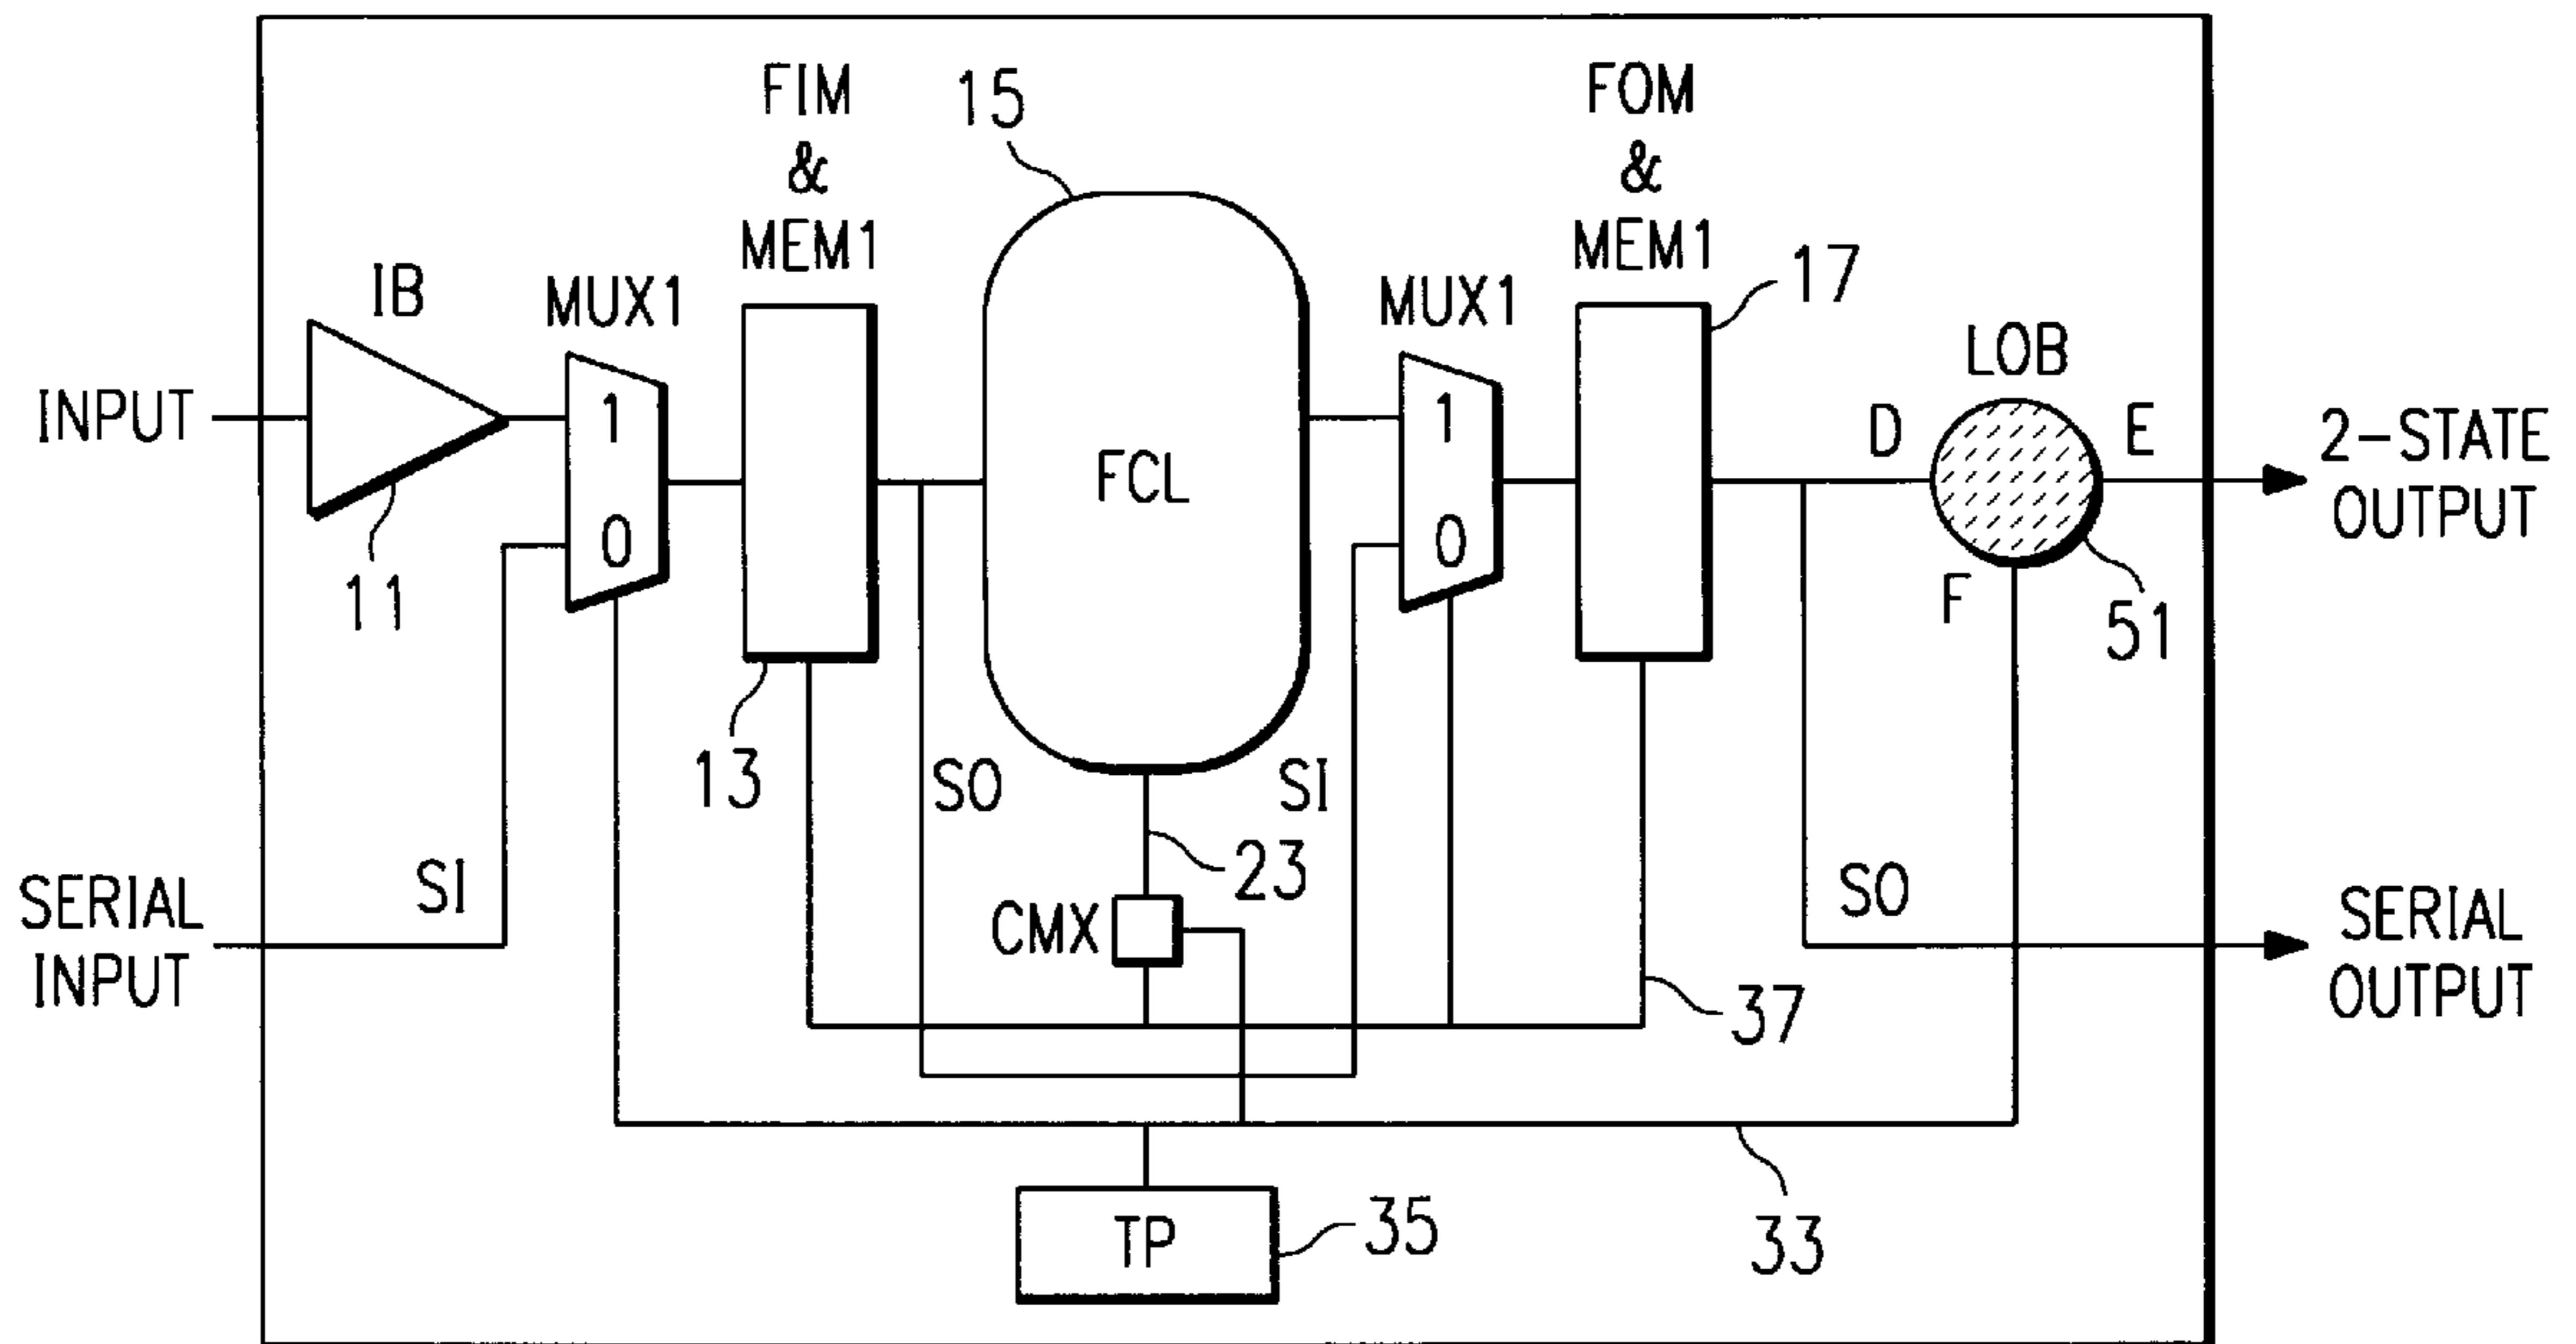 FIM
&
MEM1
15
FOM
&
MEM1
17
IB
MUX1
MUX1
LOB
INPUT
1
0
FCL
1
0
D
E
F
2-STATE
OUTPUT
11
13
51
SO
SI
23
SI
CMX
SO
37
SERIAL
INPUT
SERIAL
OUTPUT
TP
35
33